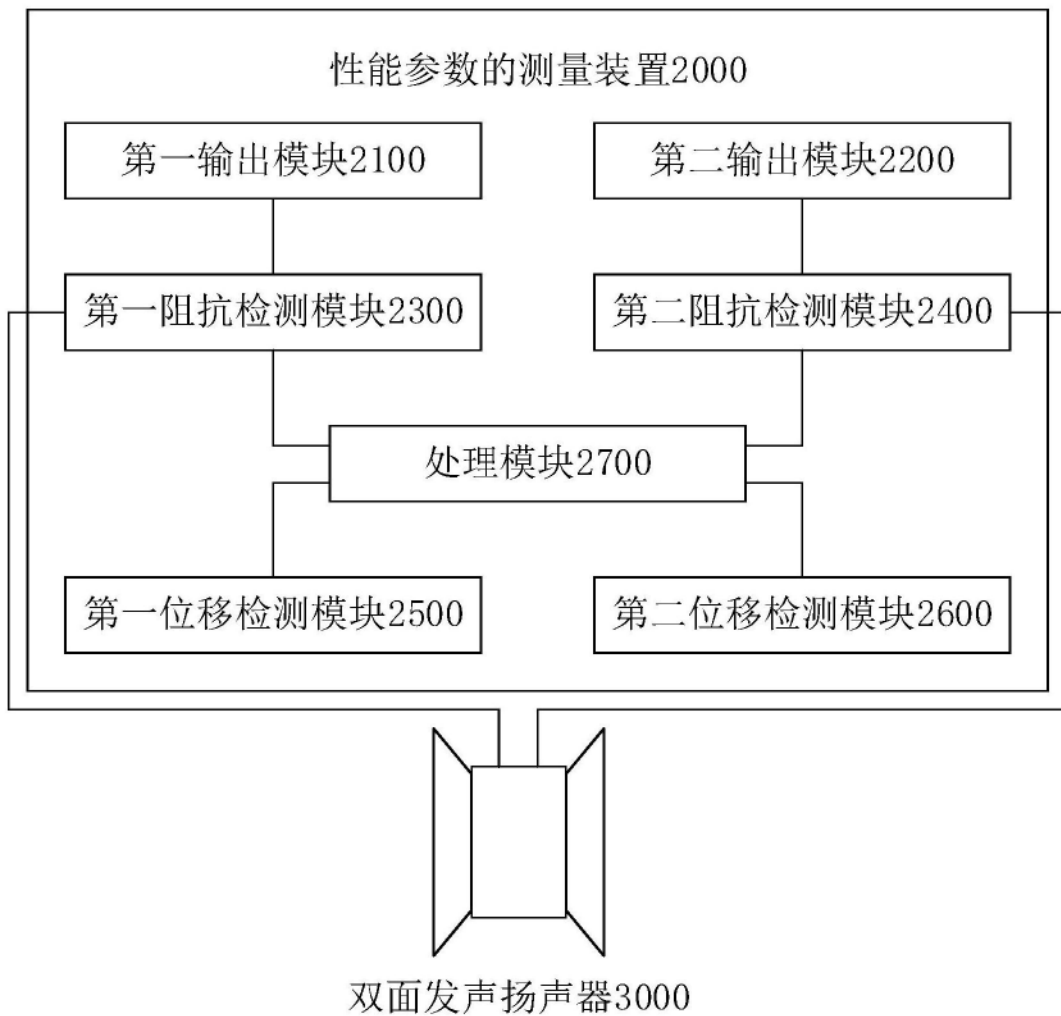 性能参数的测量装置2000
第一输出模块2100
第二输出模块2200
第一阻抗检测模块2300
第二阻抗检测模块2400
处理模块2700
第一位移检测模块2500
第二位移检测模块2600
双面发声扬声器3000